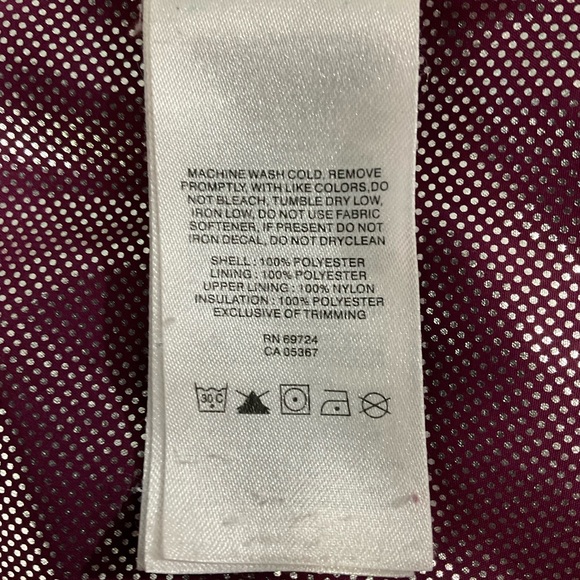 MACHINE WASH COLD, REMOVE
PROMPTLY, WITH LIKE COLORS, DO
NOT BLEACH, TUMBLE DRY LOW,
IRON LOW, DO NOT USE FABRIC
SOFTENER, IF PRESENT DO NOT
IRON DECAL, DO NOT DRYCLEAN
SHELL : 100% POLYESTER
LINING : 100% POLYESTER
UPPER LINING : 100% NYLON
INSULATION : 100% POLYESTER
EXCLUSIVE OF TRIMMING
RN 69724
CA 05367
30 C